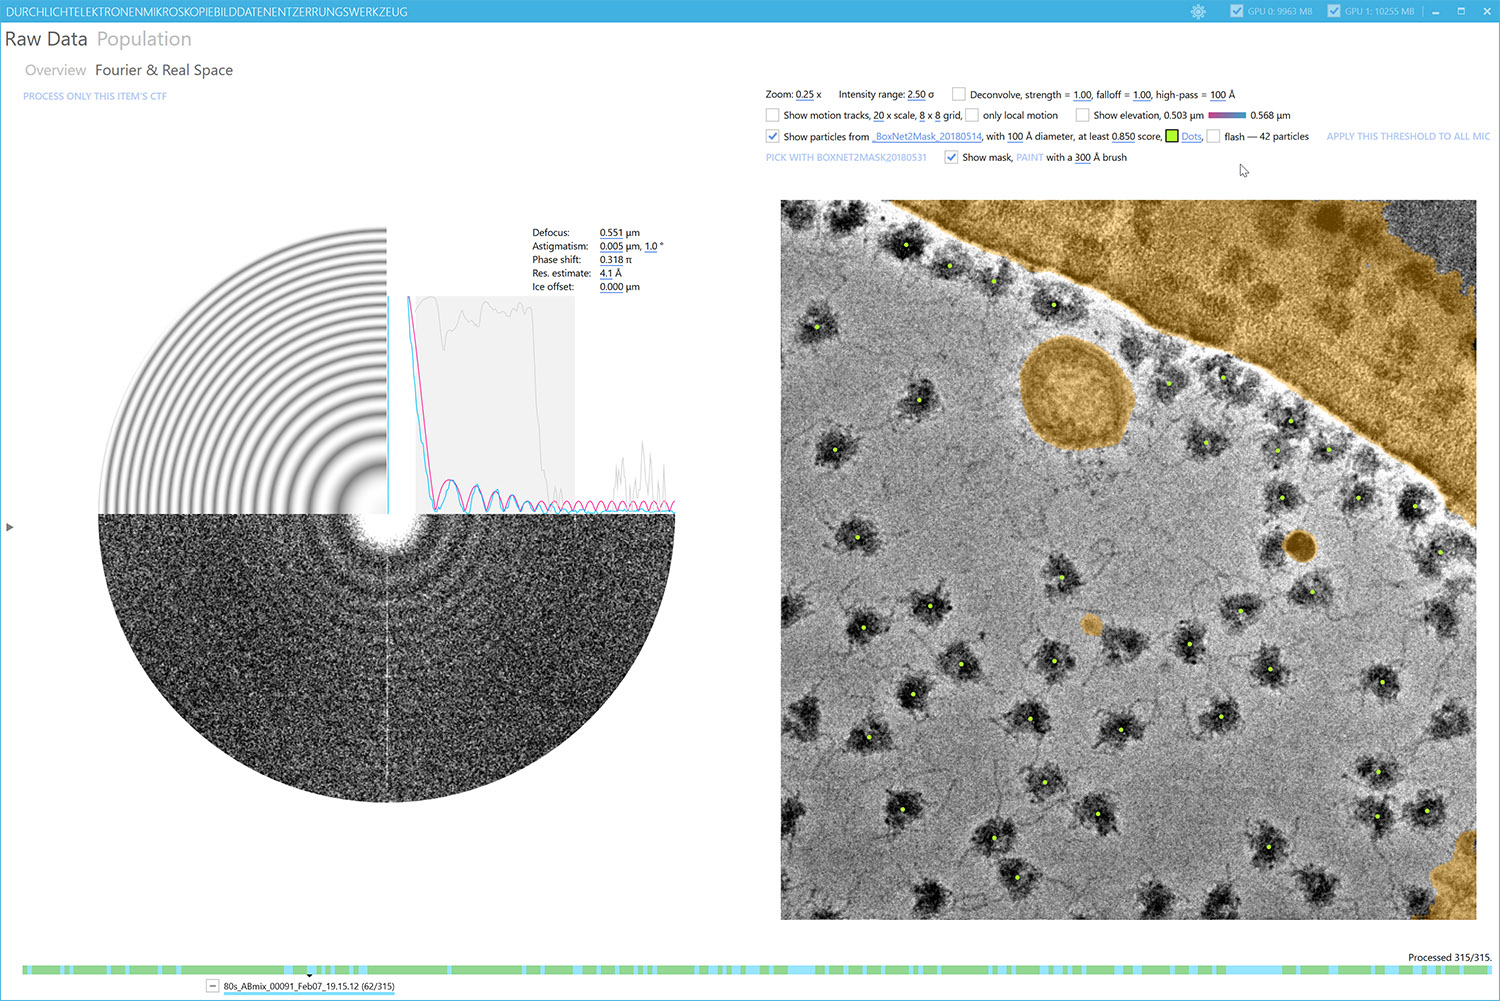 DURCHLICHTELEKTRONENMIKROSKOPIEBILDDATENENTZERRUNGSWERKZEUG
GPU 0: 9963 MB GPU 1: 10255 MB
Raw Data Population
Overview Fourier & Real Space
PROCESS ONLY THIS ITEM'S CTF
Zoom: 0.25 x Intensity range: 2.50 σ Deconvolve, strength = 1.00, falloff = 1.00, high-pass = 100 Å
Show motion tracks, 20 x scale, 8 x 8 grid, only local motion Show elevation, 0.503 µm 0.568 µm
Show particles from _BoxNet2Mask_20180514, with 100 Å diameter, at least 0.850 score, Dots, flash — 42 particles APPLY THIS THRESHOLD TO ALL MIC
PICK WITH BOXNET2MASK_20180531 Show mask, PAINT with a 300 Å brush
Defocus: 0.551 µm
Astigmatism: 0.005 µm, 1.0 °
Phase shift: 0.318 π
Res. estimate: 4.1 Å
Ice offset: 0.000 µm
Processed 315/315.
80s_ABmix_00091_Feb07_19.15.12 (62/315)